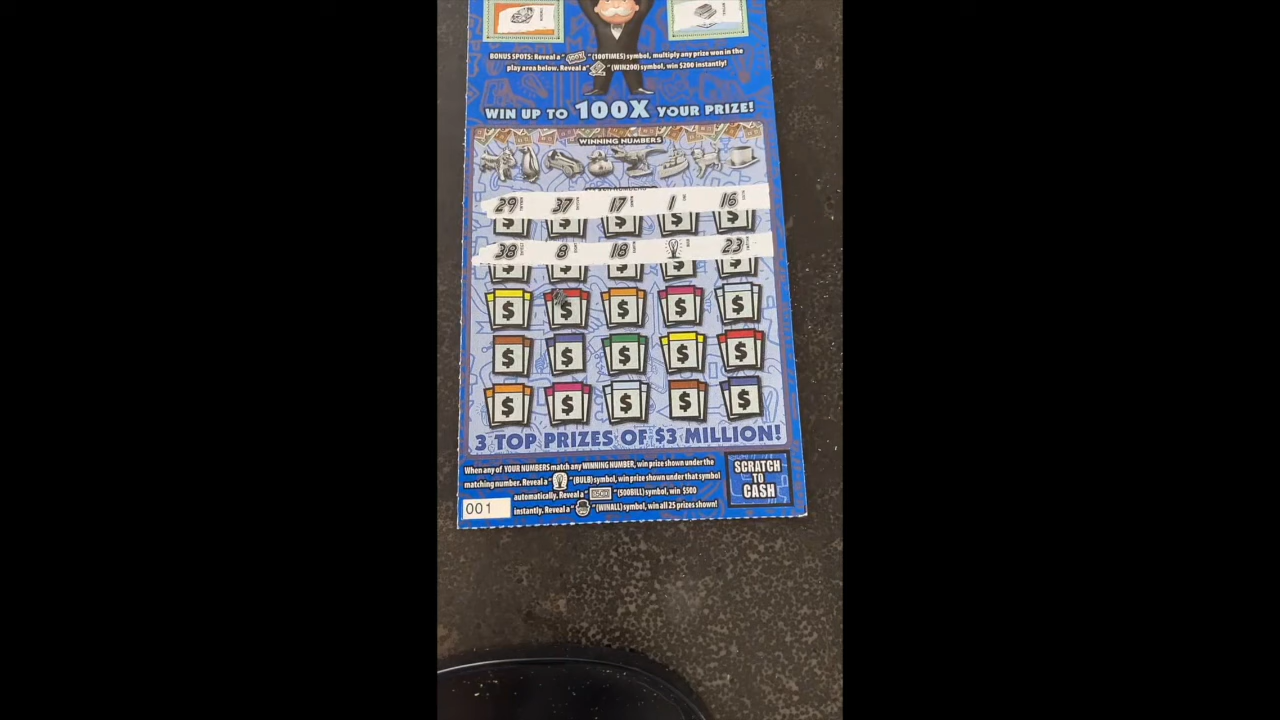 BONUS SPOTS: Reveal a "100X" (100TIMES) symbol, multiply any prize won in the
play area below. Reveal a " " (WIN200) symbol, win $200 instantly!
WIN UP TO 100X YOUR PRIZE!
WINNING NUMBERS
29 37 17 1 16
$ $ $ $ $
38 8 18 23
$ $ $ $ $
$ $ $ $ $
$ $ $ $ $
$ $ $ $ $
3 TOP PRIZES OF $3 MILLION!
When any of YOUR NUMBERS match any WINNING NUMBER, win prize shown under the
matching number. Reveal a " " (BULB) symbol, win prize shown under that symbol
automatically. Reveal a "$500" (500BILL) symbol, win $500
instantly. Reveal a " " (WINALL) symbol, win all 25 prizes shown!
001
SCRATCH
TO
CASH